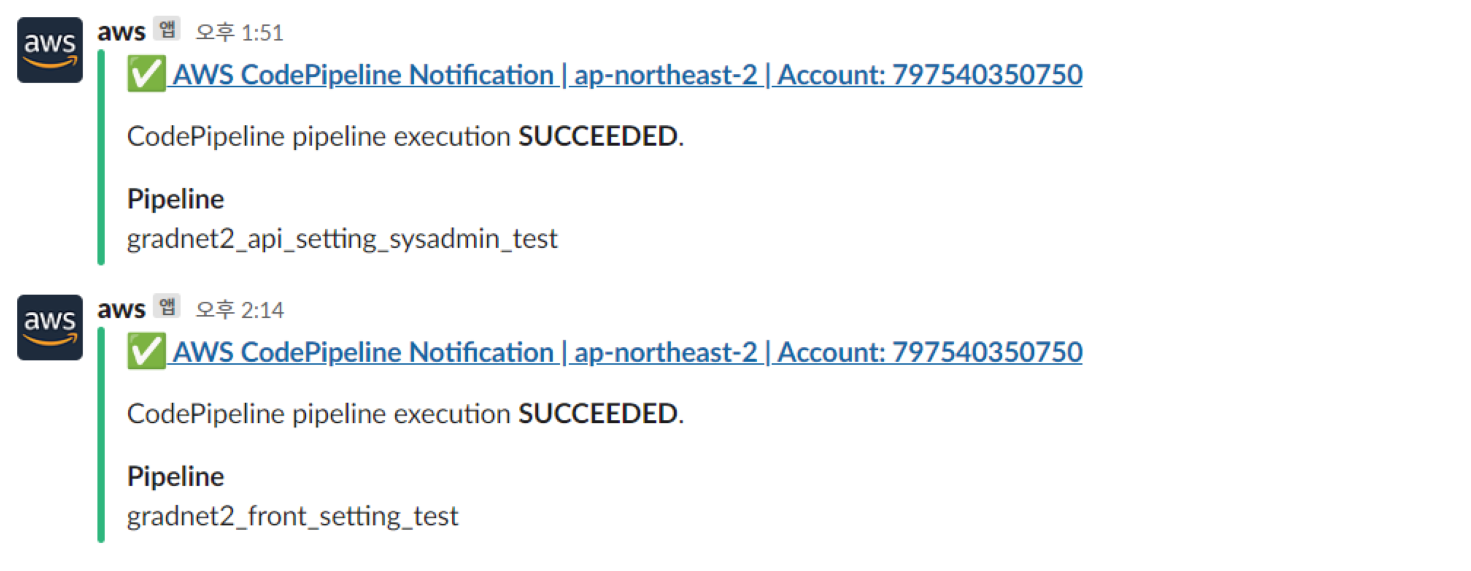 aws
aws 앱 오후 1:51
✅ AWS CodePipeline Notification | ap-northeast-2 | Account: 797540350750
CodePipeline pipeline execution SUCCEEDED.
Pipeline
gradnet2_api_setting_sysadmin_test
aws
aws 앱 오후 2:14
✅ AWS CodePipeline Notification | ap-northeast-2 | Account: 797540350750
CodePipeline pipeline execution SUCCEEDED.
Pipeline
gradnet2_front_setting_test